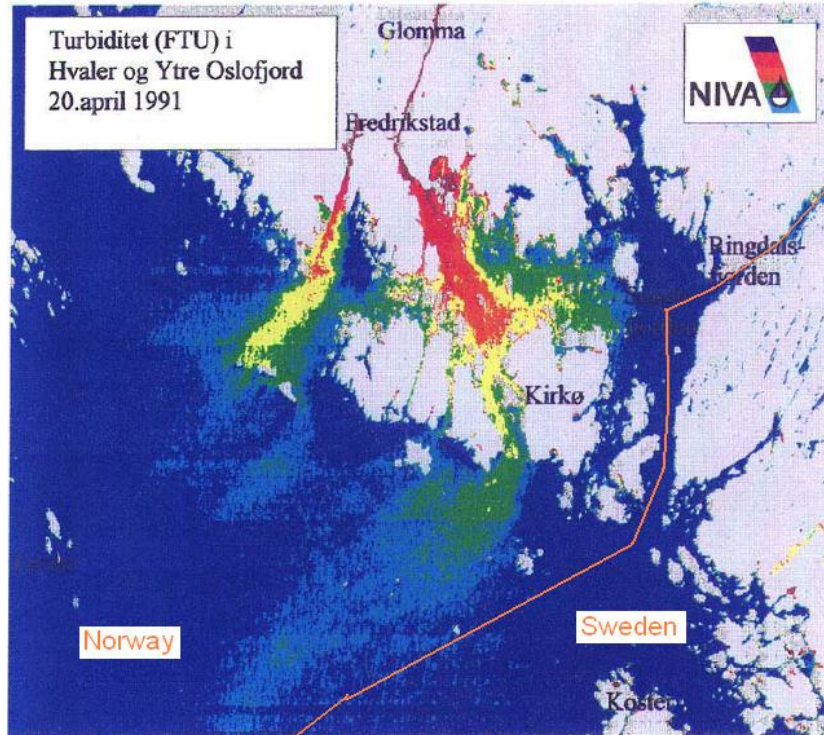 Turbiditet (FTU) i
Hvaler og Ytre Oslofjord
20.april 1991
Glomma
NIVA
Fredrikstad
Ringdals-
fjorden
Kirkø
Norway
Sweden
Koster